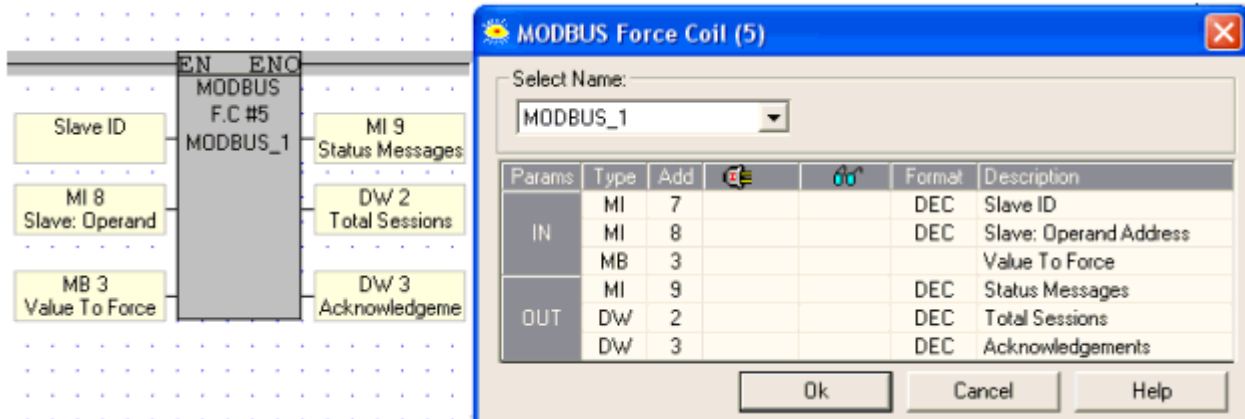 EN ENO
MODBUS
F.C #5
MODBUS_1
Slave ID
MI 8
Slave: Operand
MB 3
Value To Force
MI 9
Status Messages
DW 2
Total Sessions
DW 3
Acknowledgeme
MODBUS Force Coil (5)
Select Name:
MODBUS_1
Params Type Add Format Description
IN
MI 7 DEC Slave ID
MI 8 DEC Slave: Operand Address
MB 3 Value To Force
OUT
MI 9 DEC Status Messages
DW 2 DEC Total Sessions
DW 3 DEC Acknowledgements
Ok Cancel Help